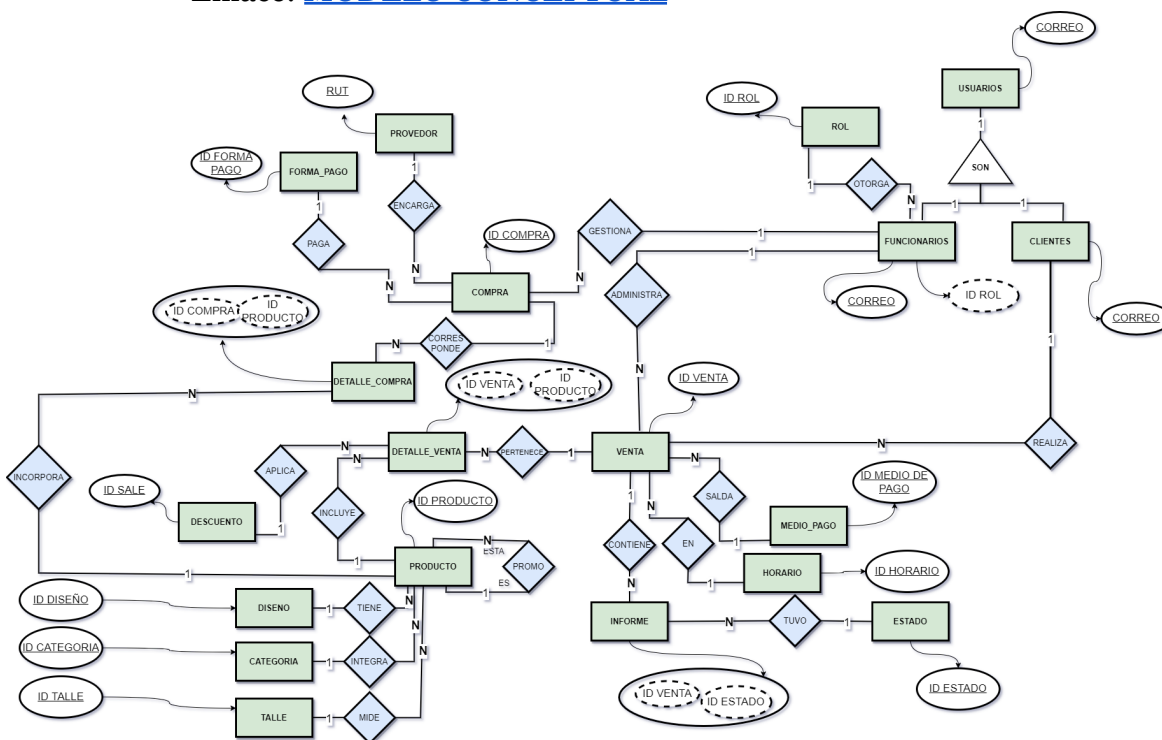 Enlace: MODELO CONCEPTUAL
CORREO
USUARIOS
RUT
ID ROL
PROVEDOR
ROL
1
1
1
ID FORMA
PAGO
FORMA_PAGO
SON
1
OTORGA
N
1
ENCARGA
1
1
ID COMPRA
GESTIONA
1
FUNCIONARIOS
CLIENTES
PAGA
1
N
N
N
COMPRA
ADMINISTRA
ID ROL
CORREO
CORREO
ID COMPRA
ID
PRODUCTO
N
CORRES
PONDE
1
1
DETALLE_COMPRA
ID VENTA
ID
PRODUCTO
ID VENTA
N
N
APLICA
N
N
DETALLE_VENTA
N
PERTENECE
1
VENTA
N
REALIZA
INCORPORA
ID SALE
INCLUYE
ID PRODUCTO
SALDA
ID MEDIO DE
PAGO
DESCUENTO
1
1
N
MEDIO_PAGO
1
CONTIENE
EN
1
PRODUCTO
N
ESTA
PROMO
1
ES
1
HORARIO
ID HORARIO
1
N
ID DISEÑO
DISENO
1
TIENE
N
INFORME
N
TUVO
1
ESTADO
N
ID CATEGORIA
CATEGORIA
1
INTEGRA
N
ID TALLE
TALLE
1
MIDE
ID VENTA
ID ESTADO
ID ESTADO